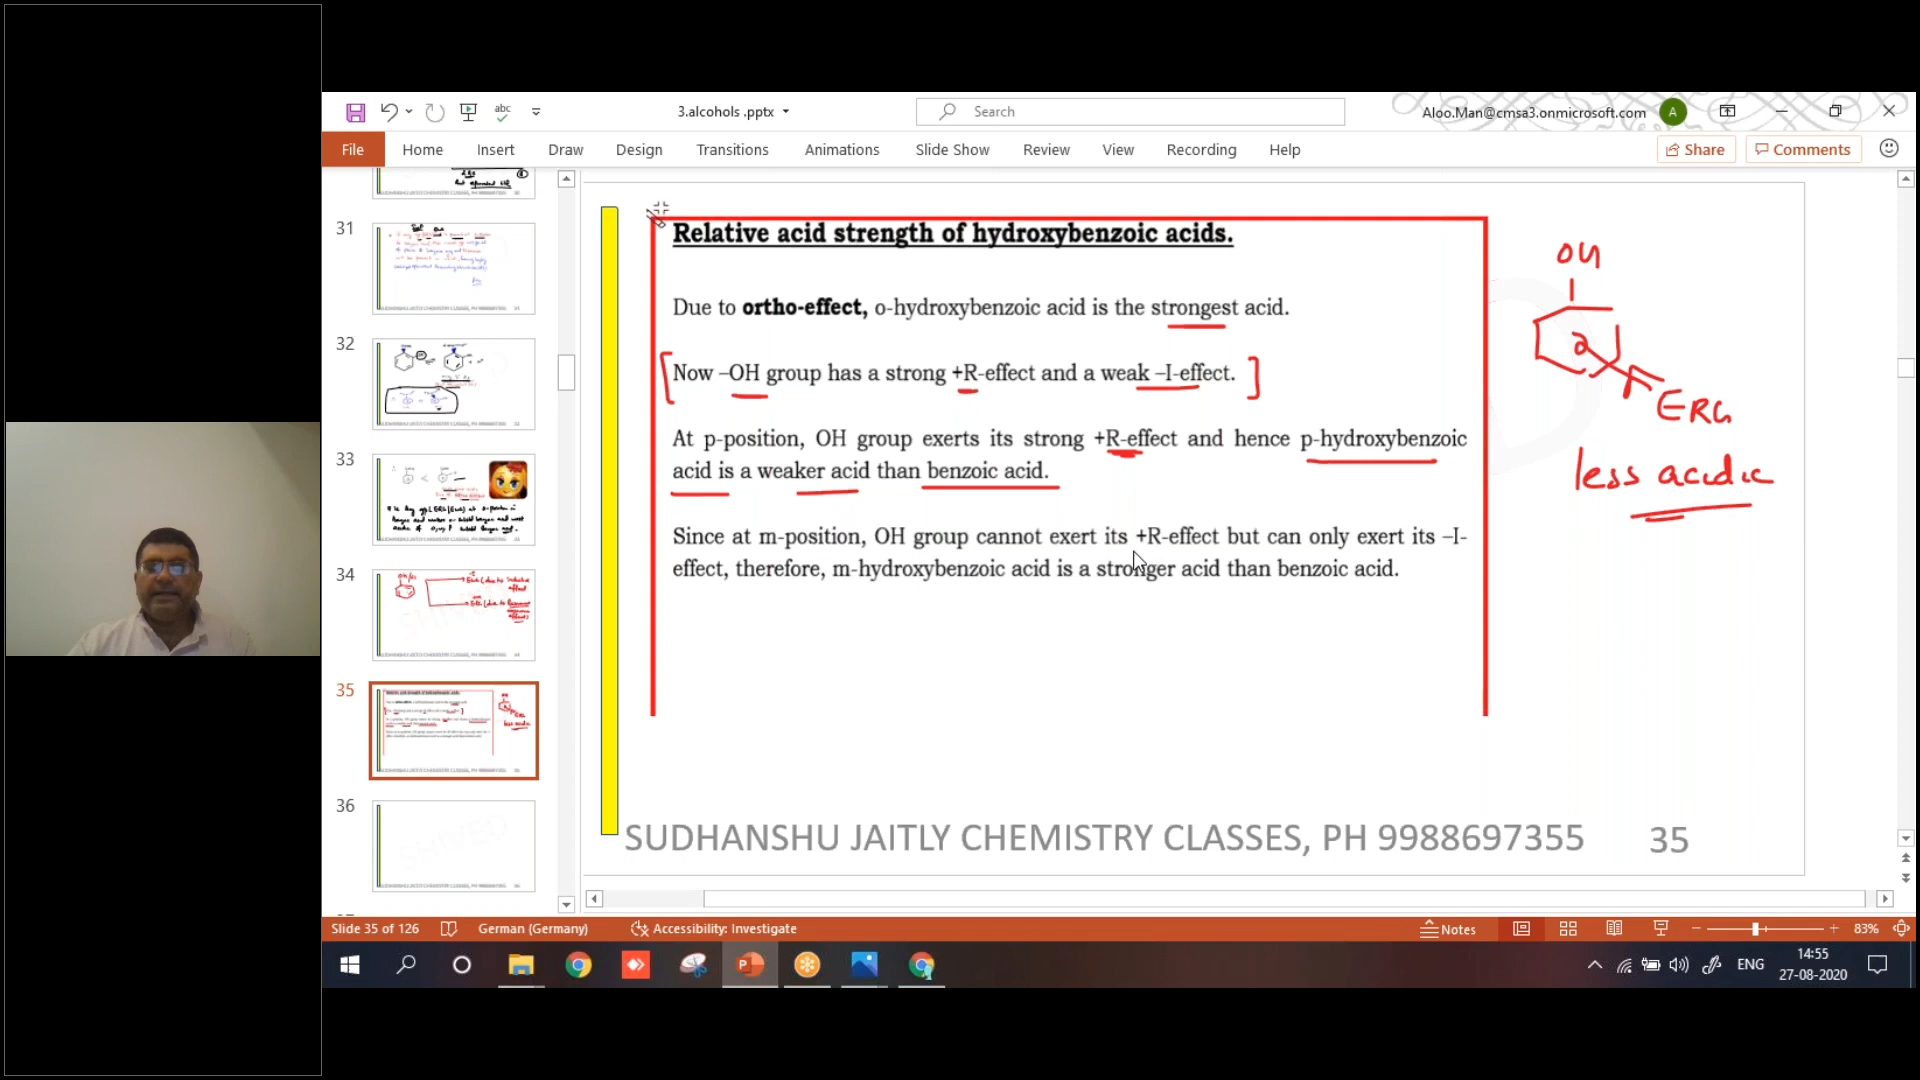 3.alcohols .pptx
Search
Aloo.Man@cmsa3.onmicrosoft.com
A
File Home Insert Draw Design Transitions Animations Slide Show Review View Recording Help
Share Comments
31
32
33
34
35
36
Relative acid strength of hydroxybenzoic acids.
Due to ortho-effect, o-hydroxybenzoic acid is the strongest acid.
Now –OH group has a strong +R-effect and a weak –I-effect.
At p-position, OH group exerts its strong +R-effect and hence p-hydroxybenzoic
acid is a weaker acid than benzoic acid.
Since at m-position, OH group cannot exert its +R-effect but can only exert its –I-
effect, therefore, m-hydroxybenzoic acid is a stronger acid than benzoic acid.
OH
ERG
less acidic
SUDHANSHU JAITLY CHEMISTRY CLASSES, PH 9988697355 35
Slide 35 of 126 German (Germany) Accessibility: Investigate Notes 83%
ENG
14:55
27-08-2020